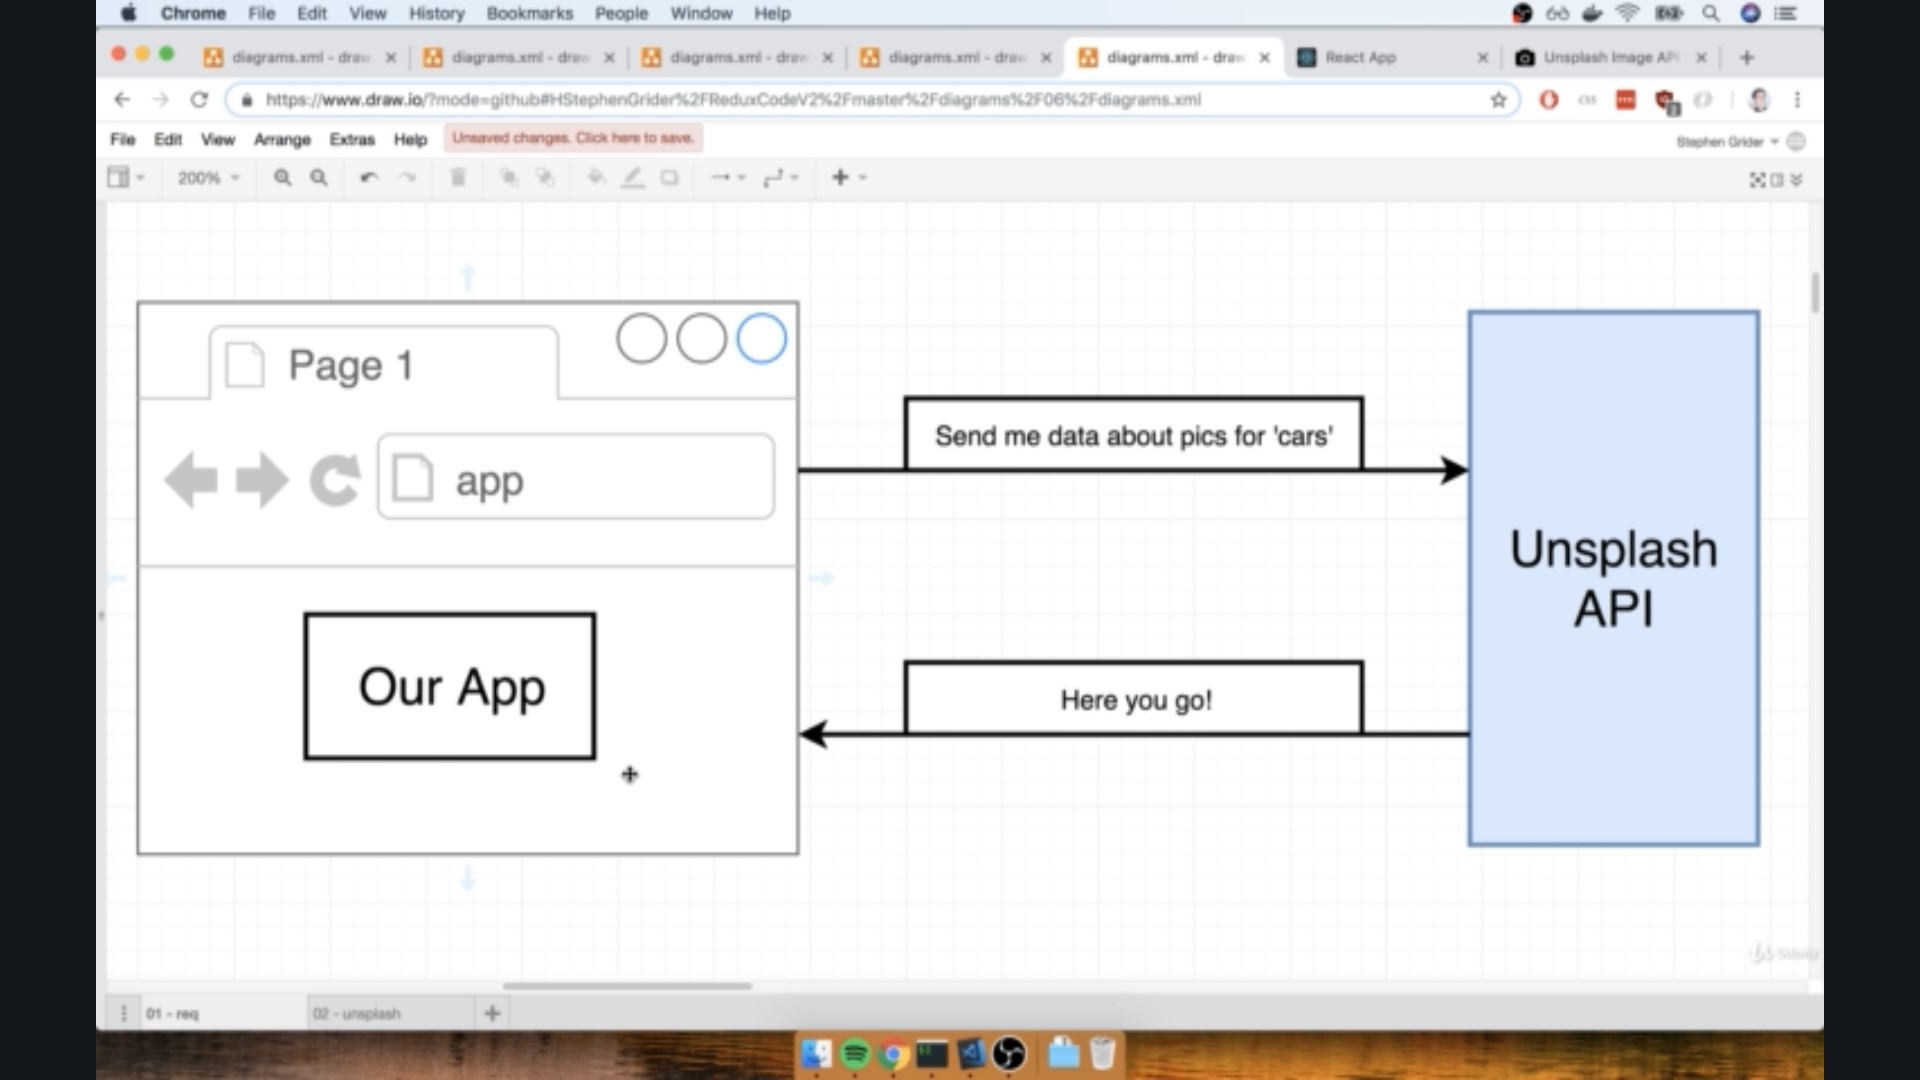 Chrome File Edit View History Bookmarks People Window Help
diagrams.xml - draw diagrams.xml - draw diagrams.xml - draw diagrams.xml - draw diagrams.xml - draw React App Unsplash Image API
https://www.draw.io/?mode=github#HStephenGrider%2FReduxCodeV2%2Fmaster%2Fdiagrams%2F06%2Fdiagrams.xml
File Edit View Arrange Extras Help Unsaved changes. Click here to save. Stephen Grider
200%
Page 1
app
Our App
Send me data about pics for 'cars'
Here you go!
Unsplash
API
Udemy
01 - req 02 - unsplash